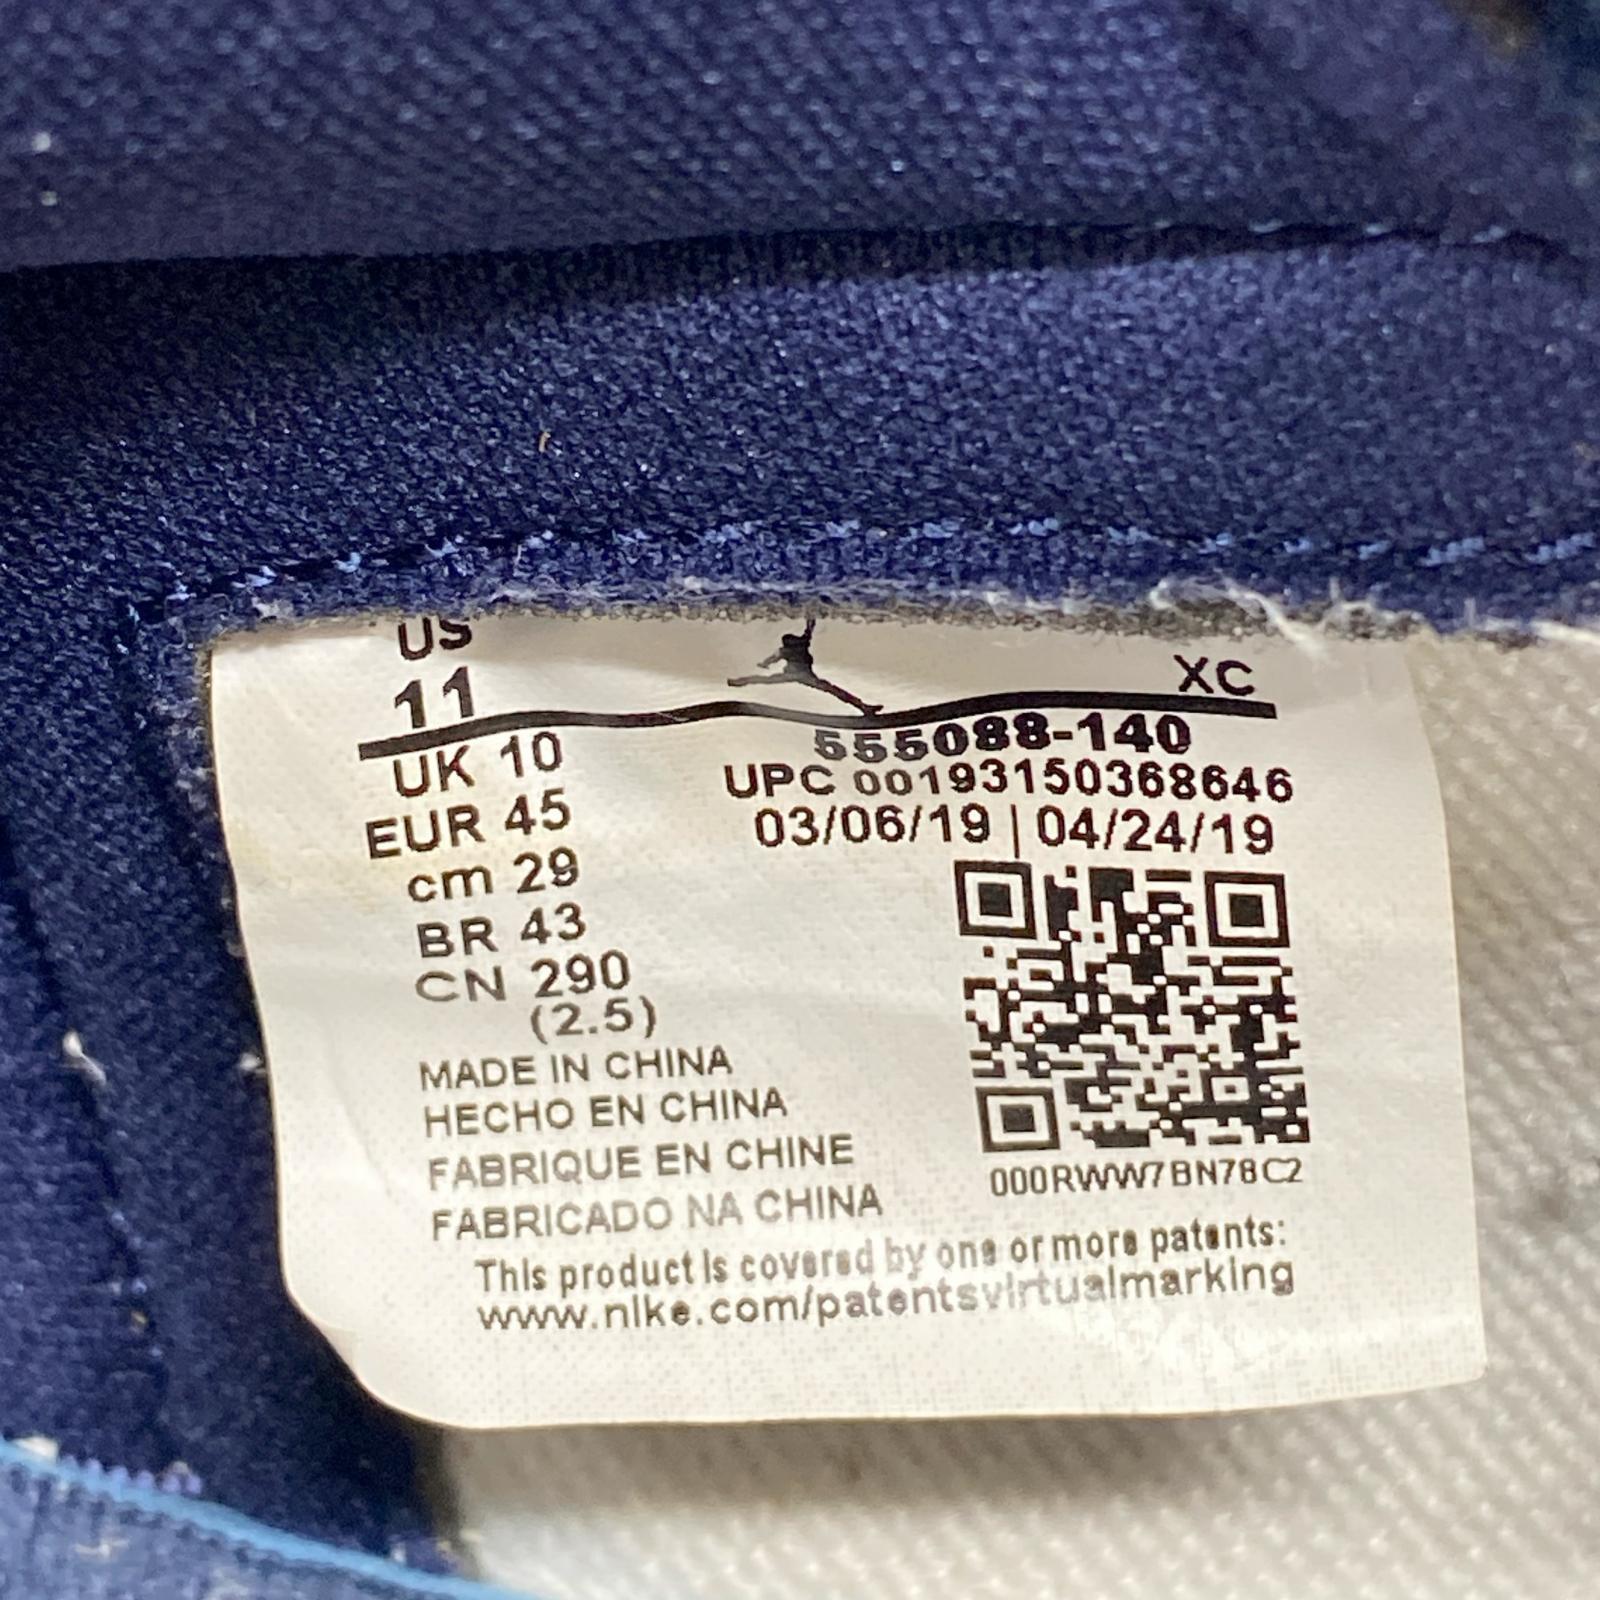 US
11
XC
UK 10
EUR 45
cm 29
BR 43
CN 290
(2.5)
555088-140
UPC 00193150368646
03/06/19 | 04/24/19
000RWW7BN78C2
MADE IN CHINA
HECHO EN CHINA
FABRIQUE EN CHINE
FABRICADO NA CHINA
This product is covered by one or more patents:
www.nike.com/patentsvirtualmarking